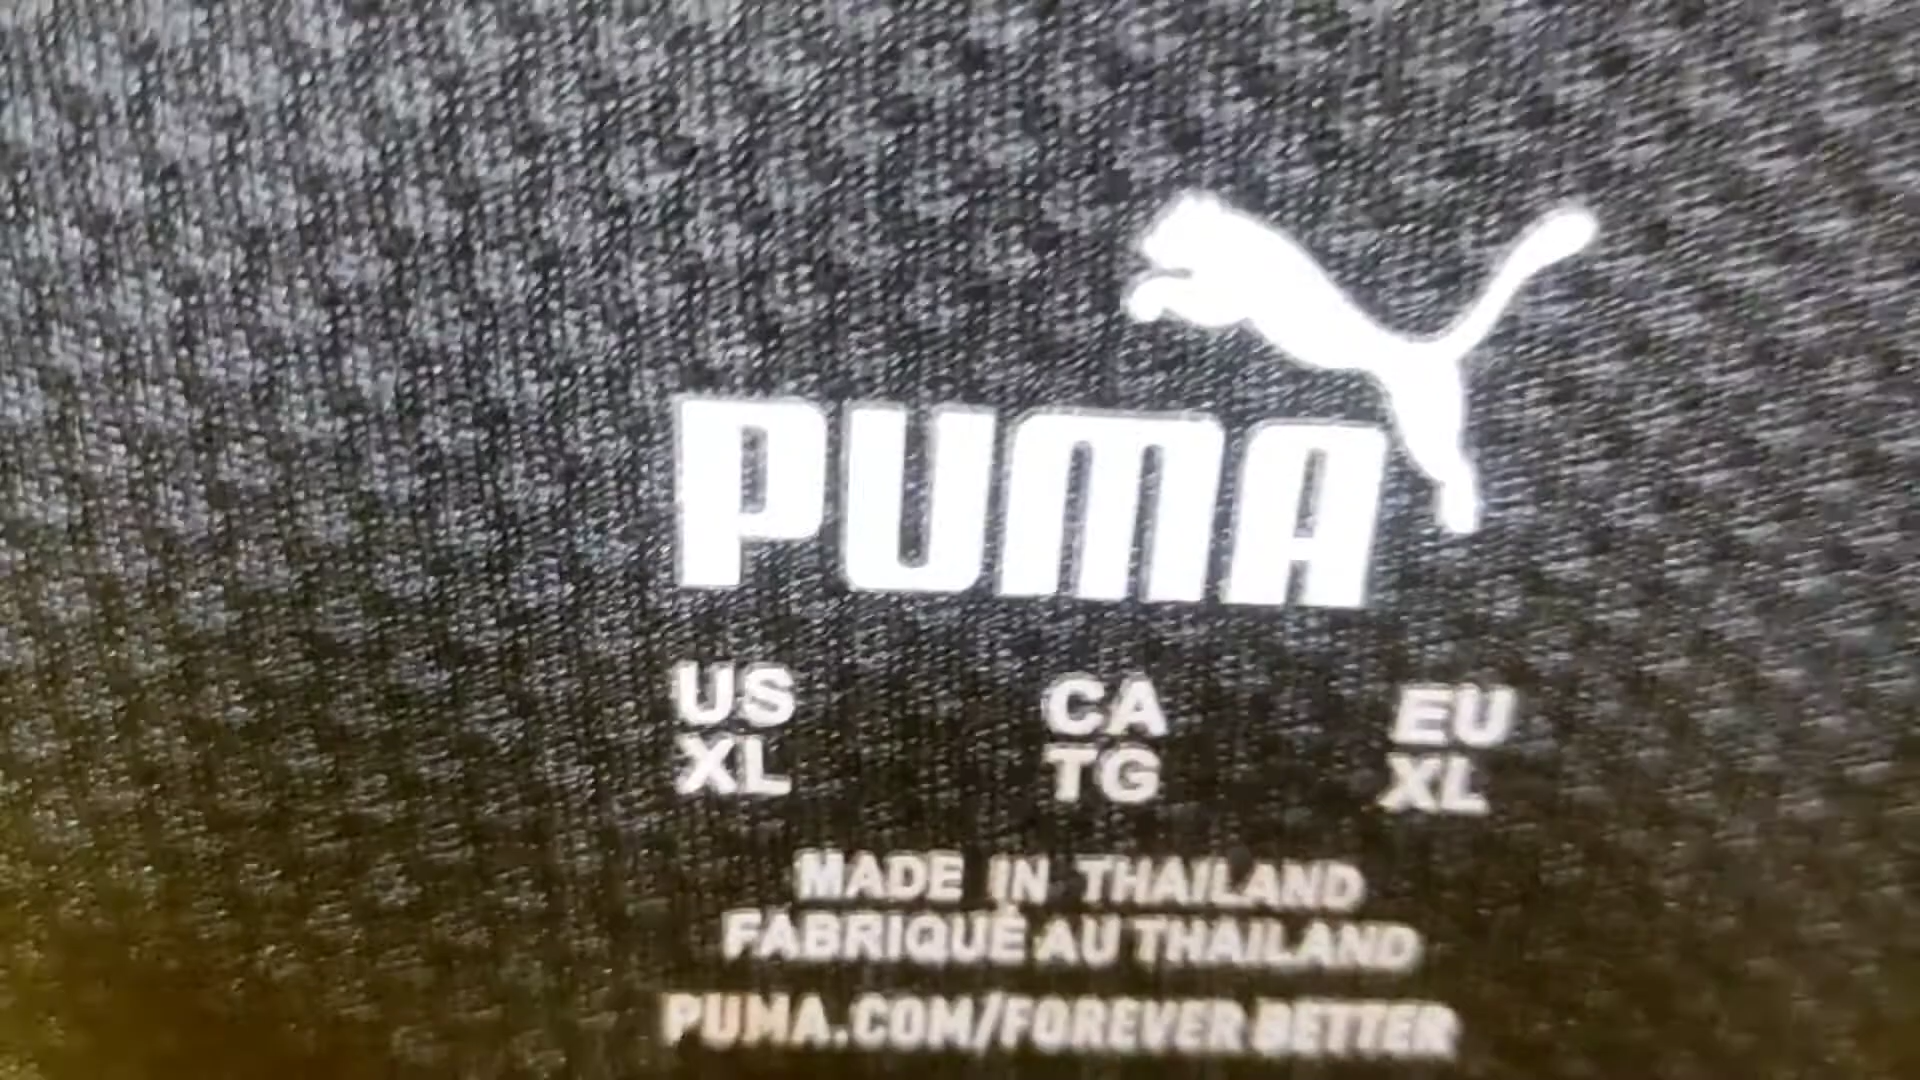 PUMA
US CA EU
XL TG XL
MADE IN THAILAND
FABRIQUÉ AU THAILAND
PUMA.COM/FOREVER BETTER